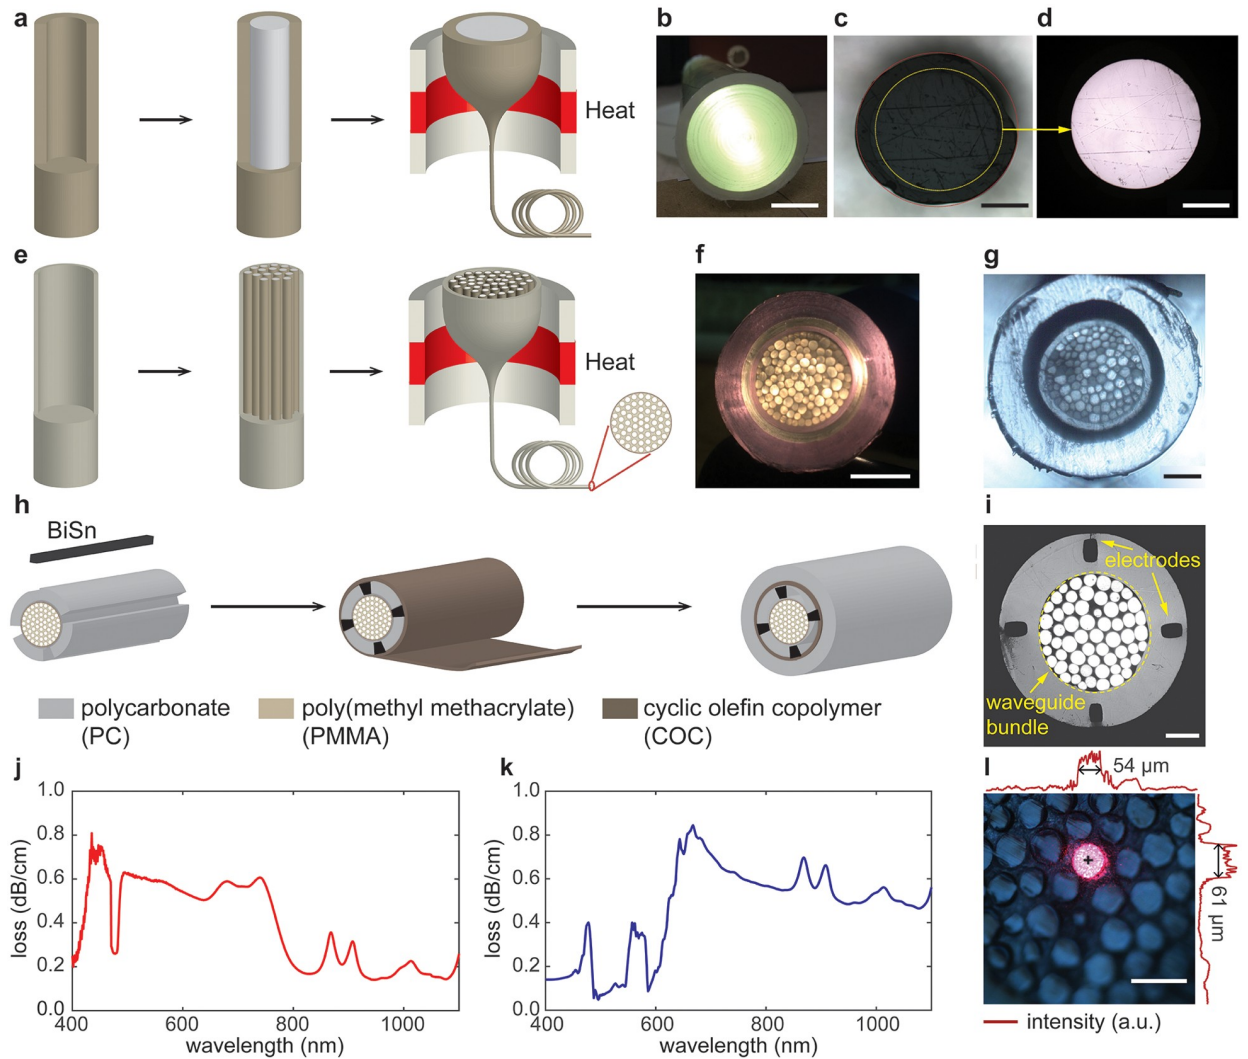 a
Heat
b
c
d
e
Heat
f
g
h
BiSn
i
electrodes
waveguide
bundle
polycarbonate
(PC)
poly(methyl methacrylate)
(PMMA)
cyclic olefin copolymer
(COC)
j
1.0
0.8
0.6
0.4
0.2
0.0
loss (dB/cm)
400
600
800
1000
wavelength (nm)
k
1.0
0.8
0.6
0.4
0.2
0.0
loss (dB/cm)
400
600
800
1000
wavelength (nm)
l
54 µm
61 µm
intensity (a.u.)